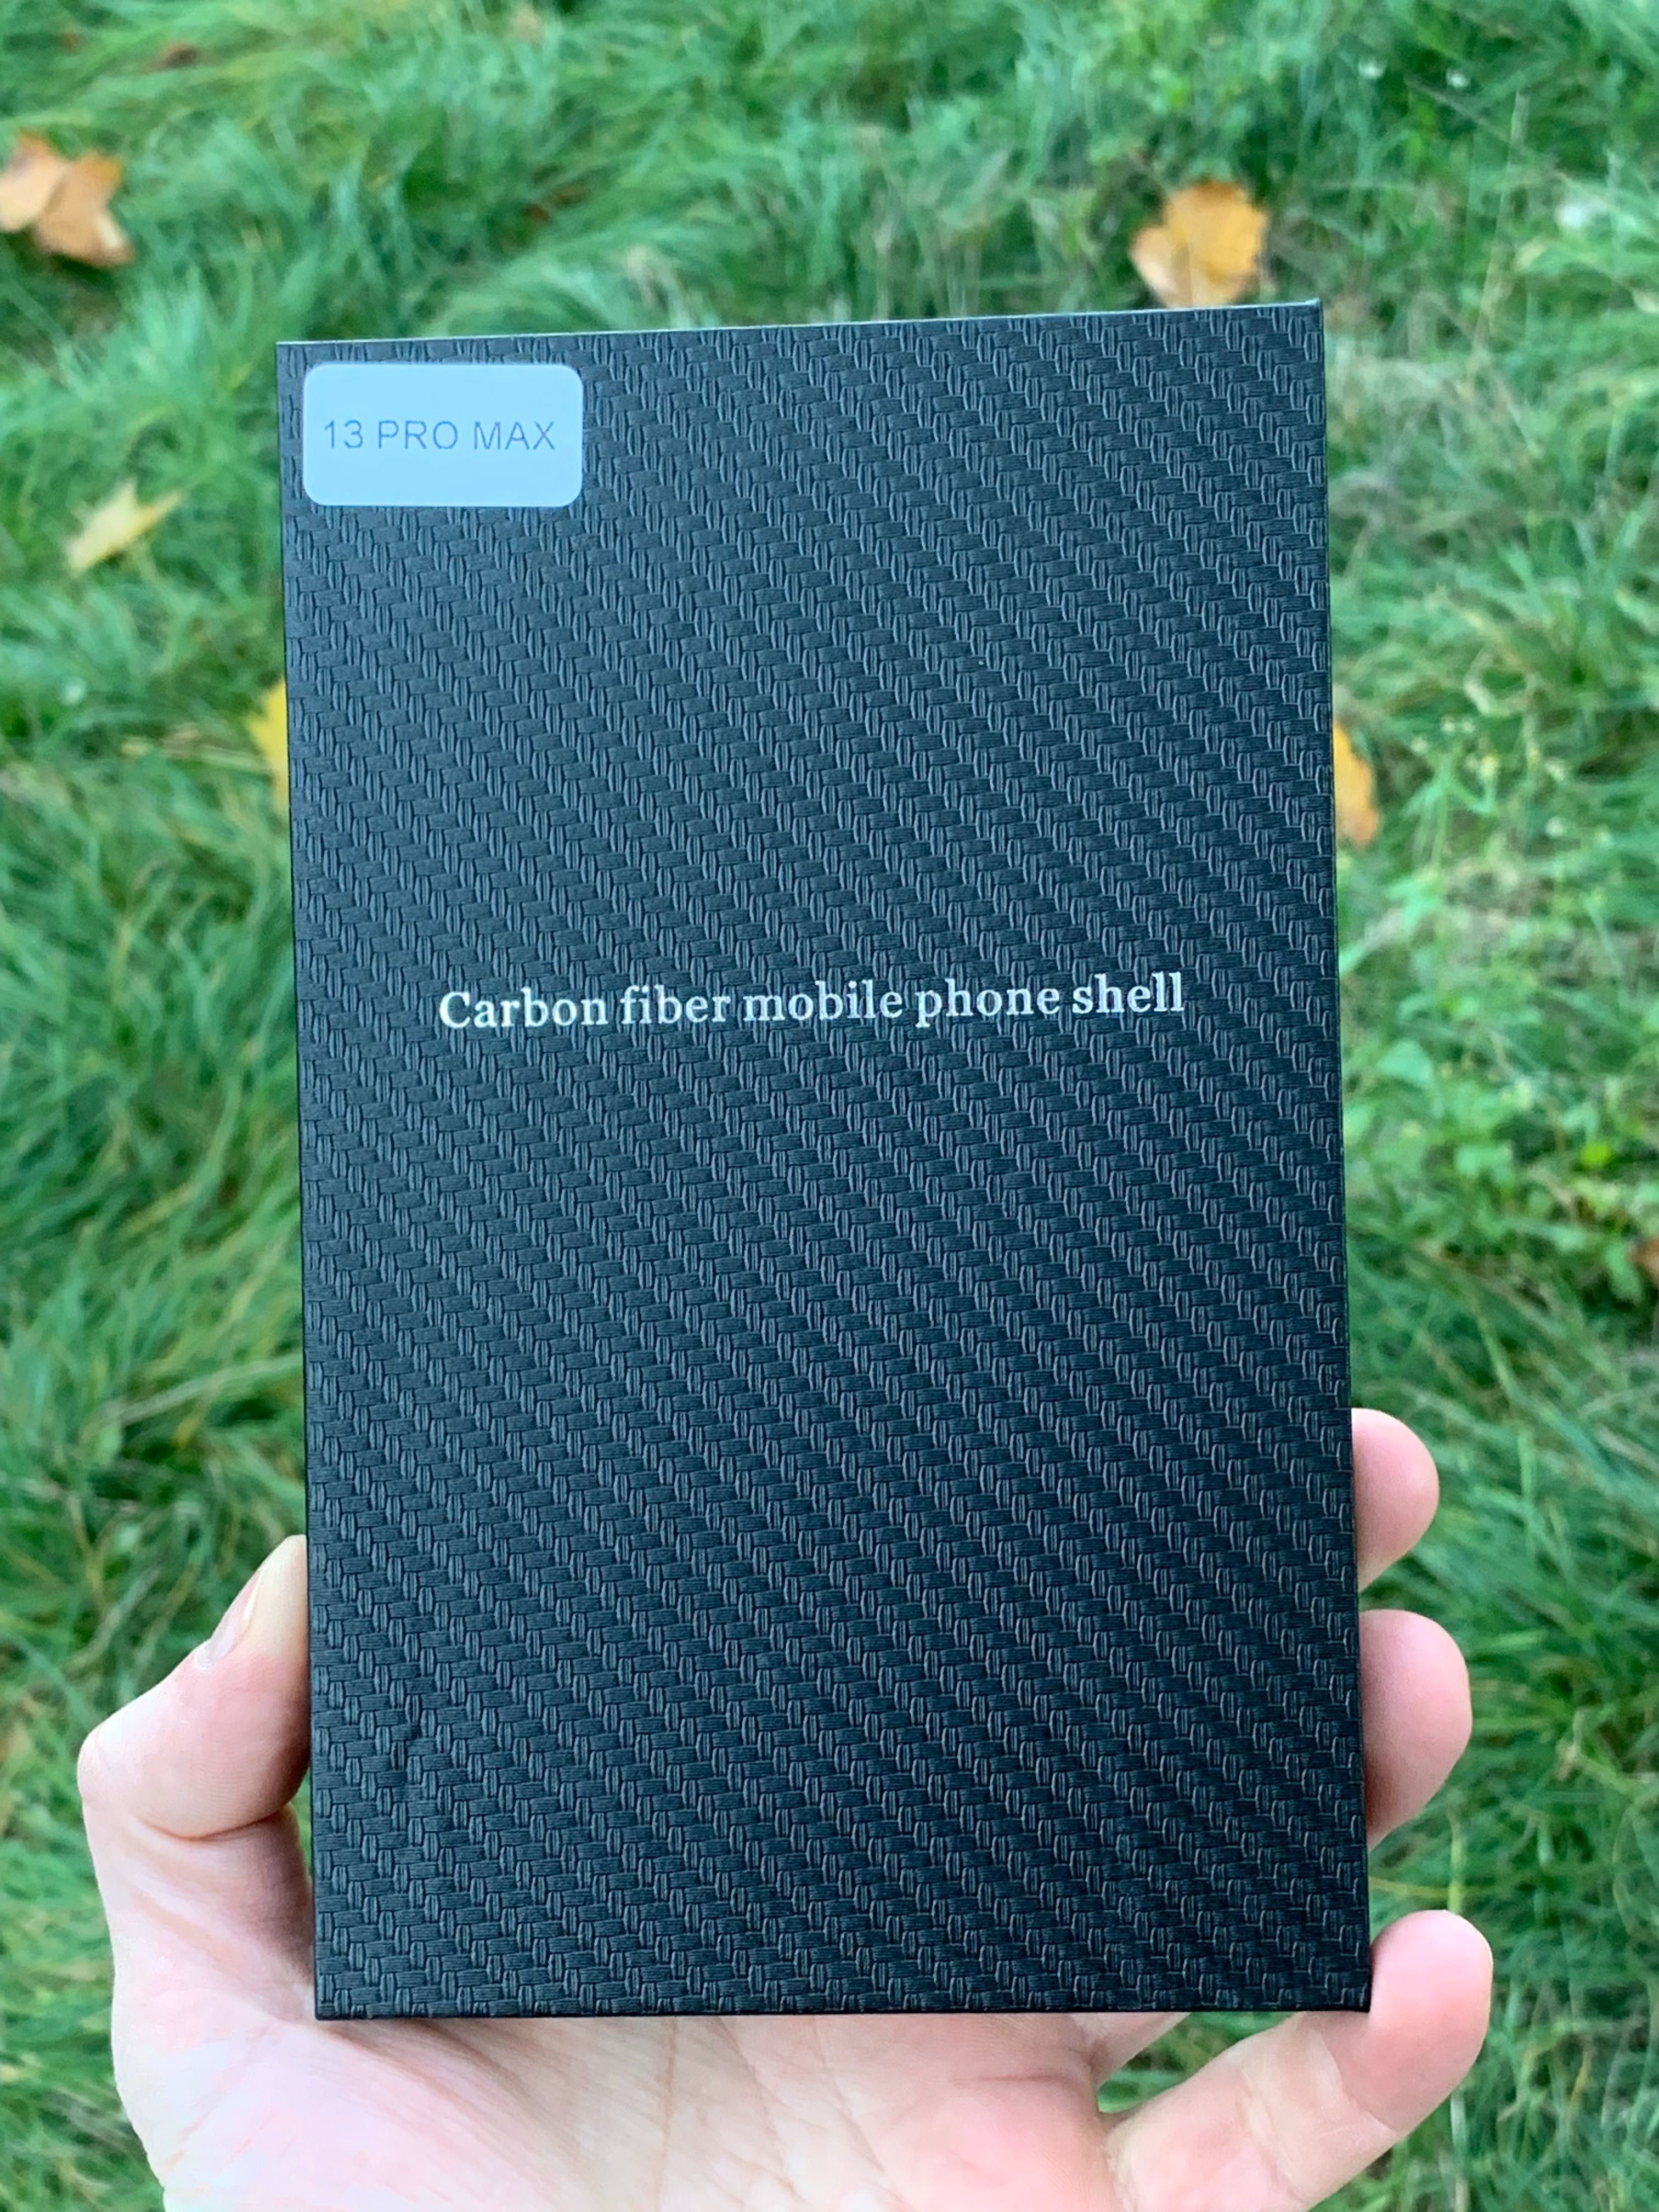 13 PRO MAX
Carbon fiber mobile phone shell